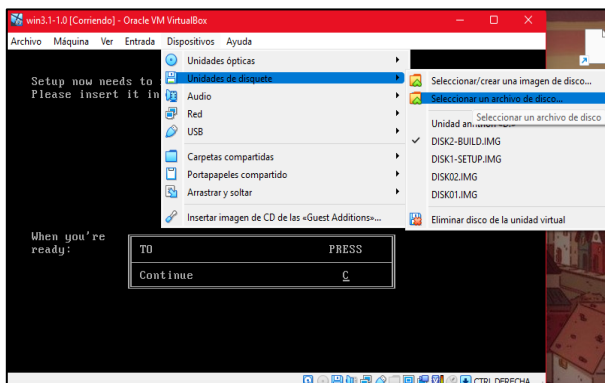 win3.1-1.0 [Corriendo] - Oracle VM VirtualBox
Archivo Máquina Ver Entrada Dispositivos Ayuda
Unidades ópticas
Unidades de disquete
Audio
Red
USB
Carpetas compartidas
Portapapeles compartido
Arrastrar y soltar
Insertar imagen de CD de las «Guest Additions»...
Seleccionar/crear una imagen de disco...
Seleccionar un archivo de disco...
Seleccionar un archivo de disco
Unidad
DISK2-BUILD.IMG
DISK1-SETUP.IMG
DISK02.IMG
DISK01.IMG
Eliminar disco de la unidad virtual
Setup now needs to
Please insert it in
When you're
ready:
TO PRESS
Continue C
CTRL DERECHA